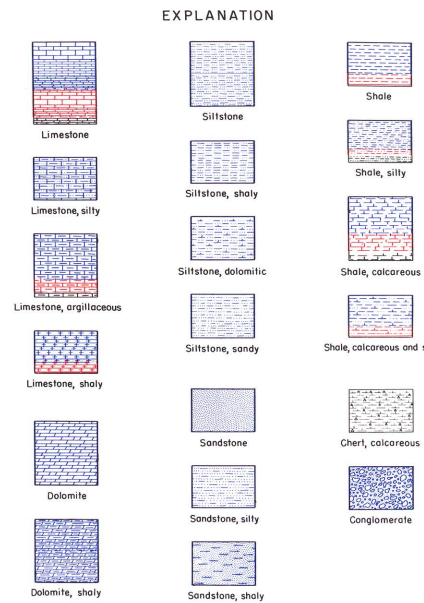 EXPLANATION
Limestone
Limestone, silty
Limestone, argillaceous
Limestone, shaly
Dolomite
Dolomite, shaly
Siltstone
Siltstone, shaly
Siltstone, dolomitic
Siltstone, sandy
Sandstone
Sandstone, silty
Sandstone, shaly
Shale
Shale, silty
Shale, calcareous
Shale, calcareous and
Chert, calcareous
Conglomerate